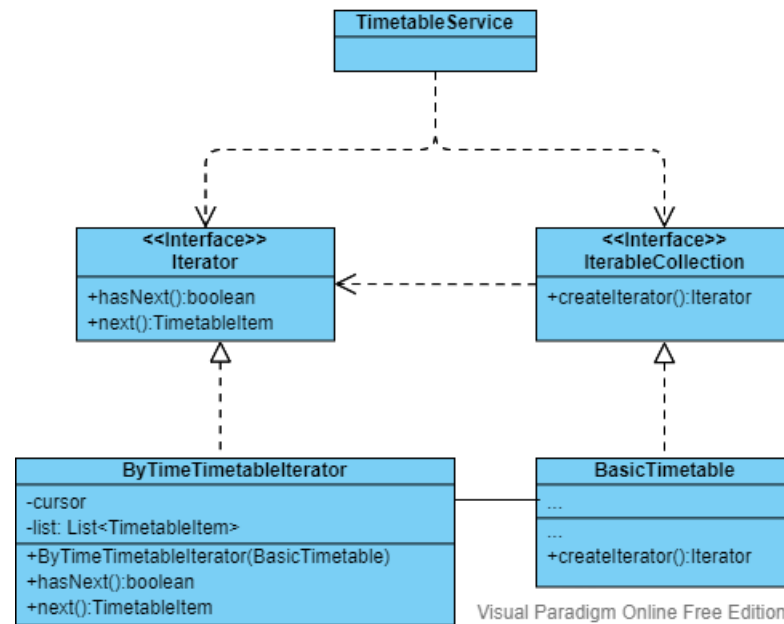 TimetableService
<<Interface>>
Iterator
+hasNext():boolean
+next():TimetableItem
<<Interface>>
IterableCollection
+createIterator():Iterator
ByTimeTimetableIterator
-cursor
-list: List<TimetableItem>
+ByTimeTimetableIterator(BasicTimetable)
+hasNext():boolean
+next():TimetableItem
BasicTimetable
...
...
+createIterator():Iterator
Visual Paradigm Online Free Edition